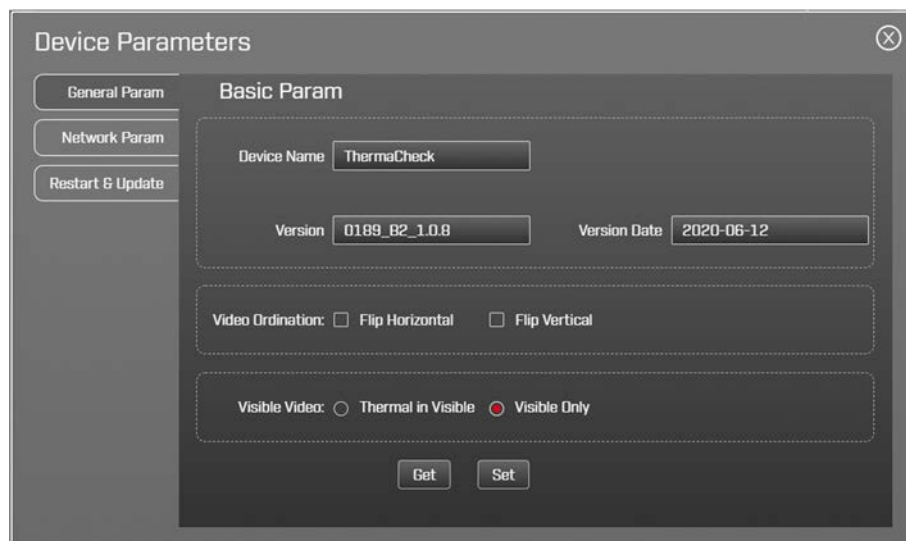 Device Parameters
General Param
Network Param
Restart & Update
Basic Param
Device Name ThermaCheck
Version 0189_B2_1.0.8 Version Date 2020-06-12
Video Ordination: Flip Horizontal Flip Vertical
Visible Video: Thermal in Visible Visible Only
Get Set